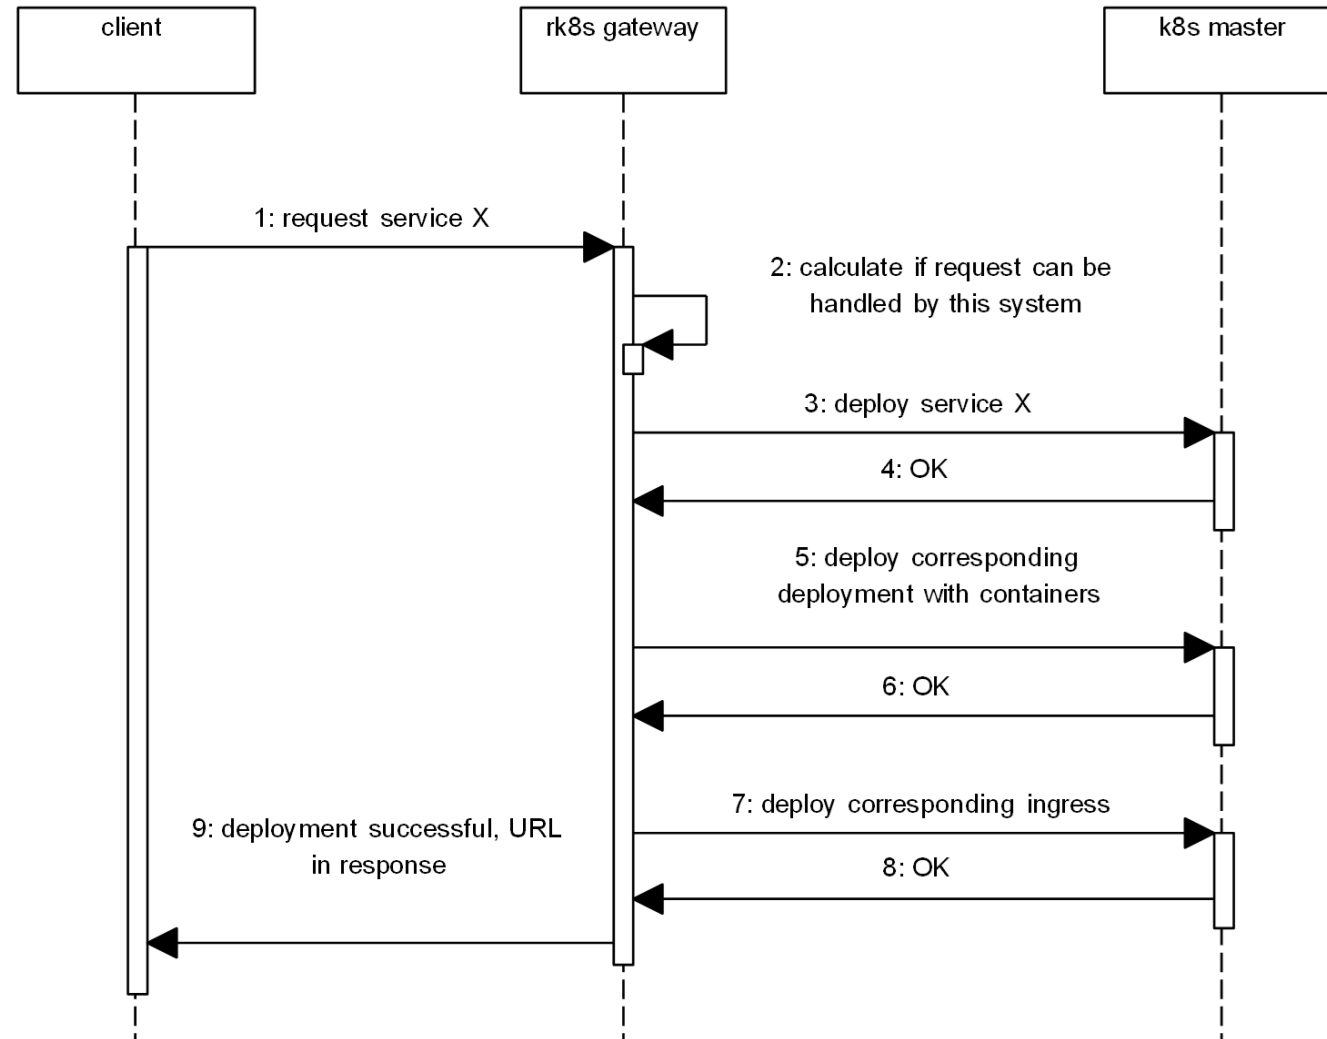 client
rk8s gateway
k8s master
1: request service X
2: calculate if request can be
handled by this system
3: deploy service X
4: OK
5: deploy corresponding
deployment with containers
6: OK
7: deploy corresponding ingress
9: deployment successful, URL
in response
8: OK